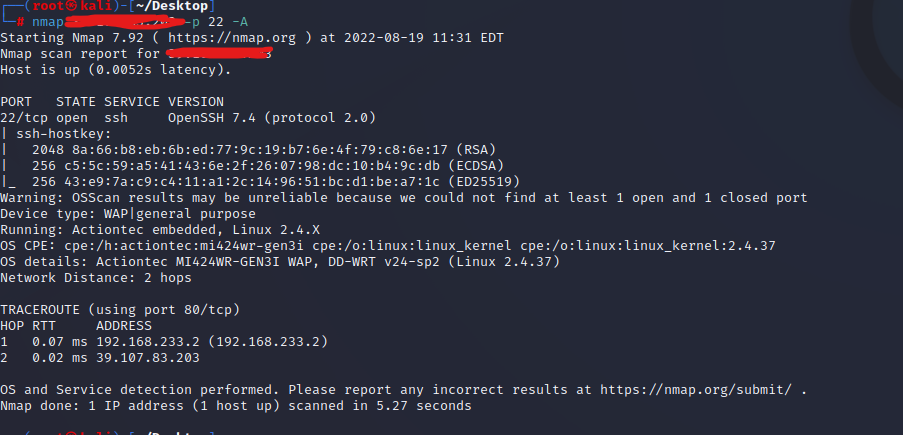 (root㉿kali)-[~/Desktop]
# nmap -p 22 -A
Starting Nmap 7.92 ( https://nmap.org ) at 2022-08-19 11:31 EDT
Nmap scan report for
Host is up (0.0052s latency).
PORT   STATE SERVICE VERSION
22/tcp open  ssh     OpenSSH 7.4 (protocol 2.0)
| ssh-hostkey:
|   2048 8a:66:b8:eb:6b:ed:77:9c:19:b7:6e:4f:79:c8:6e:17 (RSA)
|   256 c5:5c:59:a5:41:43:6e:2f:26:07:98:dc:10:b4:9c:db (ECDSA)
|_  256 43:e9:7a:c9:c4:11:a1:2c:14:96:51:bc:d1:be:a7:1c (ED25519)
Warning: OSScan results may be unreliable because we could not find at least 1 open and 1 closed port
Device type: WAP|general purpose
Running: Actiontec embedded, Linux 2.4.X
OS CPE: cpe:/h:actiontec:mi424wr-gen3i cpe:/o:linux:linux_kernel cpe:/o:linux:linux_kernel:2.4.37
OS details: Actiontec MI424WR-GEN3I WAP, DD-WRT v24-sp2 (Linux 2.4.37)
Network Distance: 2 hops
TRACEROUTE (using port 80/tcp)
HOP RTT     ADDRESS
1   0.07 ms 192.168.233.2 (192.168.233.2)
2   0.02 ms 39.107.83.203
OS and Service detection performed. Please report any incorrect results at https://nmap.org/submit/ .
Nmap done: 1 IP address (1 host up) scanned in 5.27 seconds
(root㉿kali)-[~/Desktop]